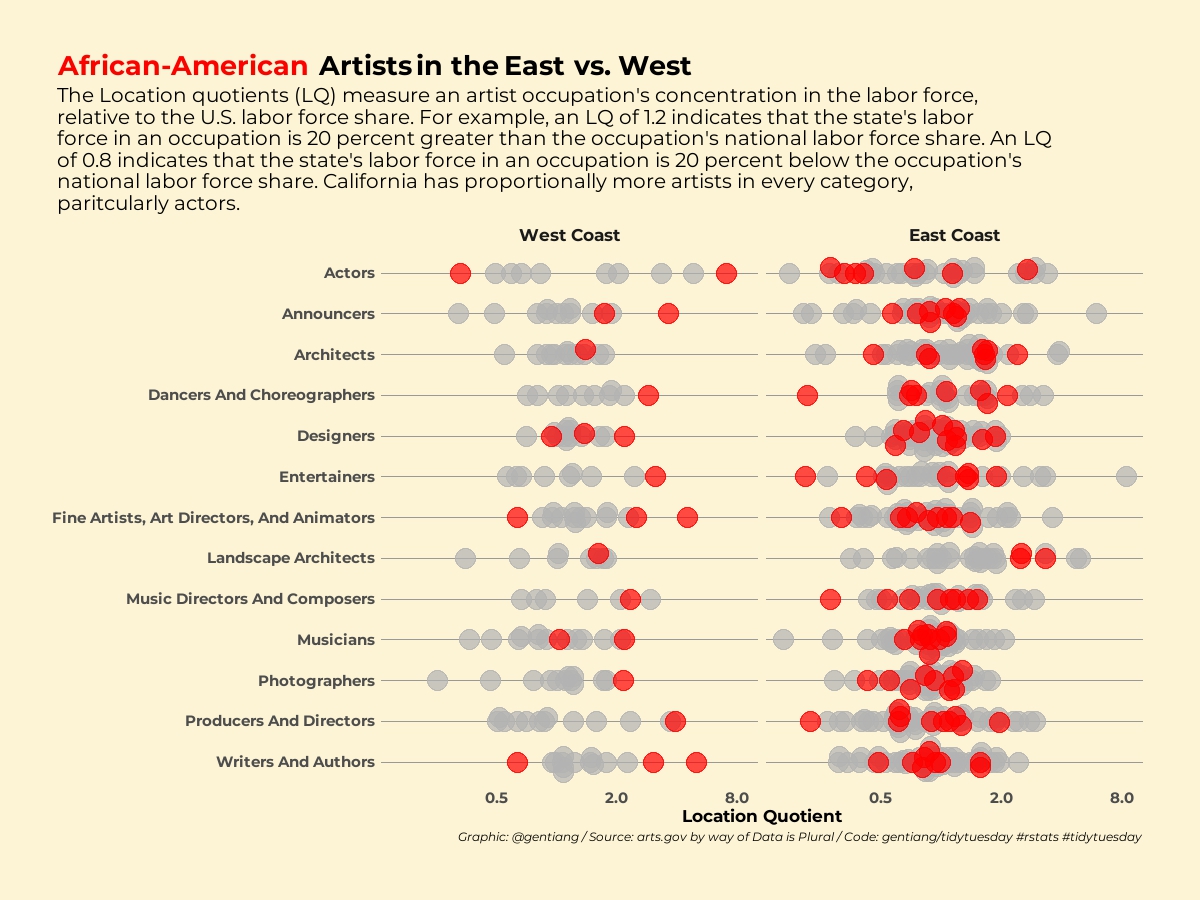 African-American Artists in the East vs. West
The Location quotients (LQ) measure an artist occupation's concentration in the labor force,
relative to the U.S. labor force share. For example, an LQ of 1.2 indicates that the state's labor
force in an occupation is 20 percent greater than the occupation's national labor force share. An LQ
of 0.8 indicates that the state's labor force in an occupation is 20 percent below the occupation's
national labor force share. California has proportionally more artists in every category,
paritcularly actors.
West Coast East Coast
Actors
Announcers
Architects
Dancers And Choreographers
Designers
Entertainers
Fine Artists, Art Directors, And Animators
Landscape Architects
Music Directors And Composers
Musicians
Photographers
Producers And Directors
Writers And Authors
0.5 2.0 8.0 0.5 2.0 8.0
Location Quotient
Graphic: @gentiang / Source: arts.gov by way of Data is Plural / Code: gentiang/tidytuesday #rstats #tidytuesday